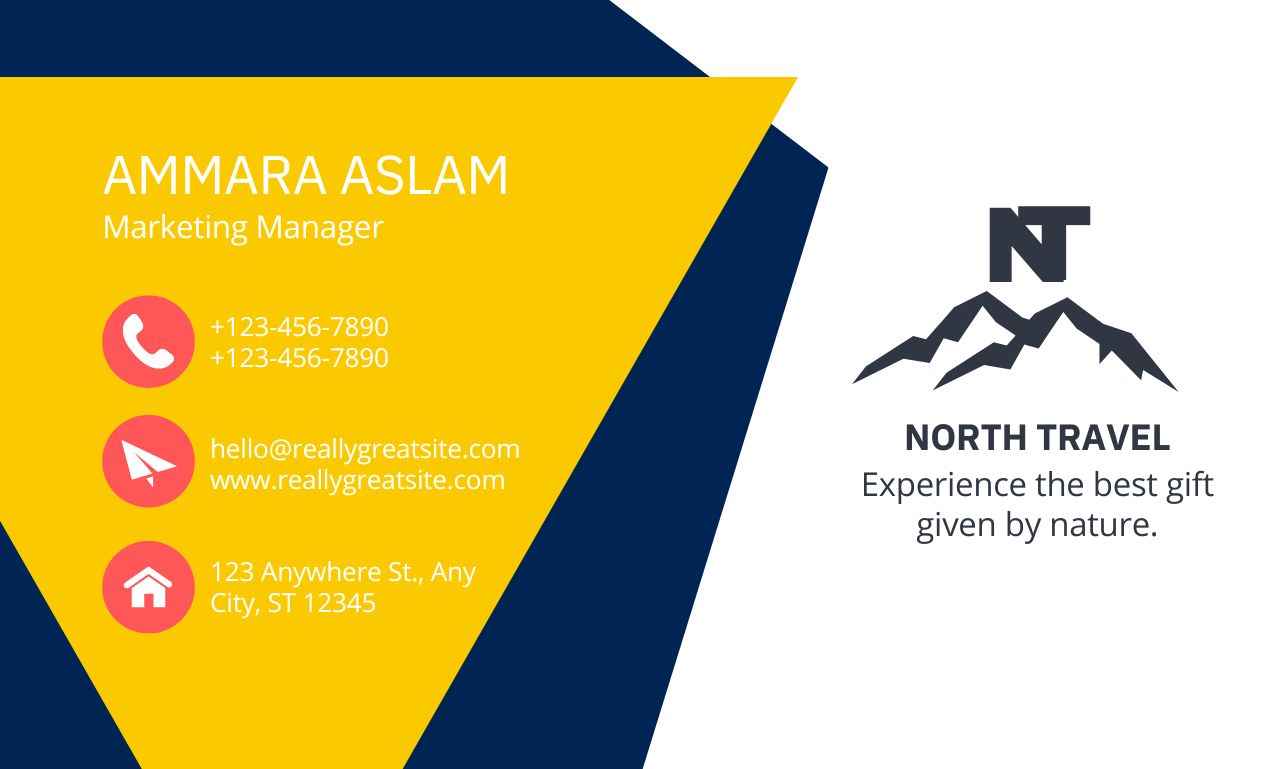 AMMARA ASLAM
Marketing Manager
+123-456-7890
+123-456-7890
hello@reallygreatsite.com
www.reallygreatsite.com
123 Anywhere St., Any
City, ST 12345
NT
NORTH TRAVEL
Experience the best gift
given by nature.